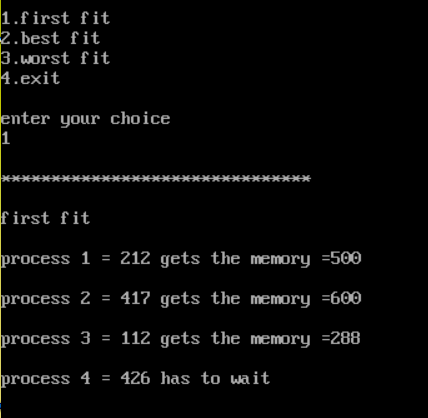 1.first fit
2.best fit
3.worst fit
4.exit
enter your choice
1
*******************************
first fit
process 1 = 212 gets the memory =500
process 2 = 417 gets the memory =600
process 3 = 112 gets the memory =288
process 4 = 426 has to wait